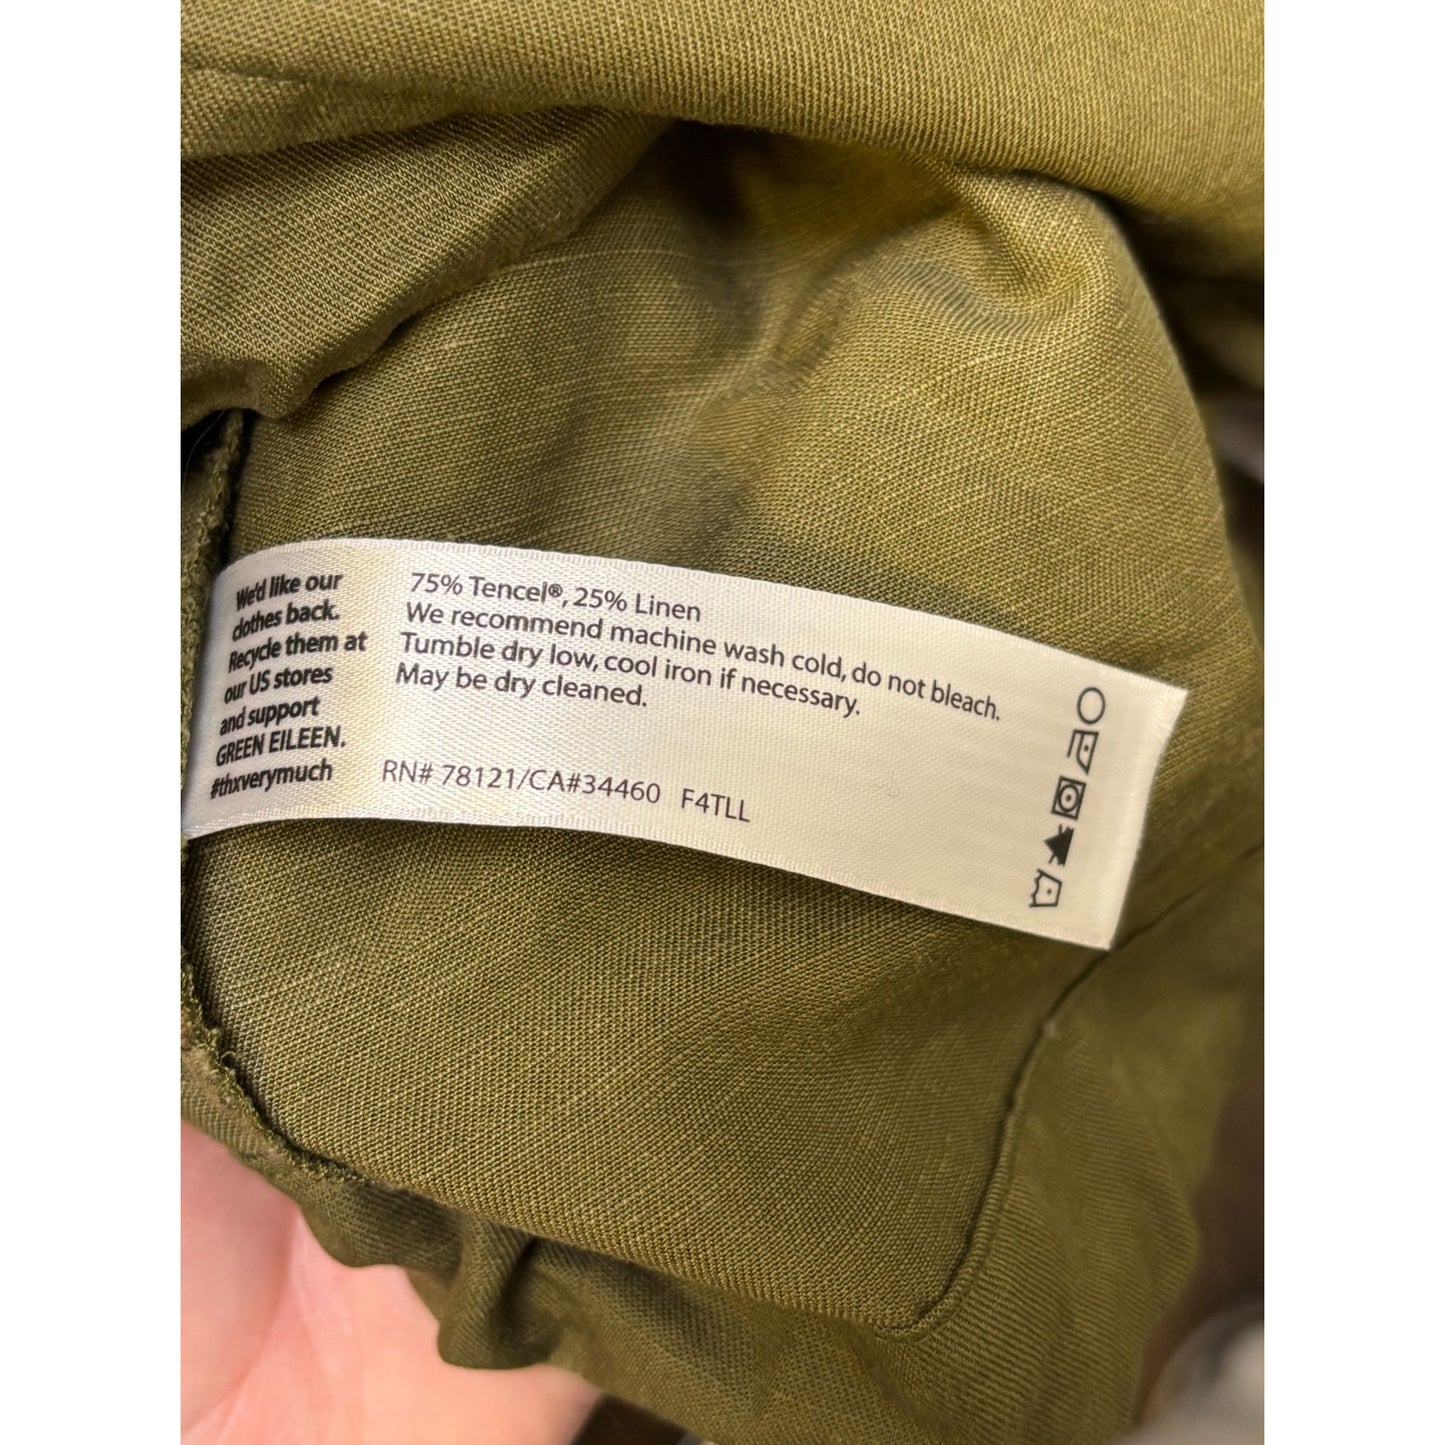 We'd like our
clothes back.
Recycle them at
our US stores
and support
GREEN EILEEN.
#thxverymuch
75% Tencel®, 25% Linen
We recommend machine wash cold, do not bleach.
Tumble dry low, cool iron if necessary.
May be dry cleaned.
RN# 78121/CA#34460 F4TLL